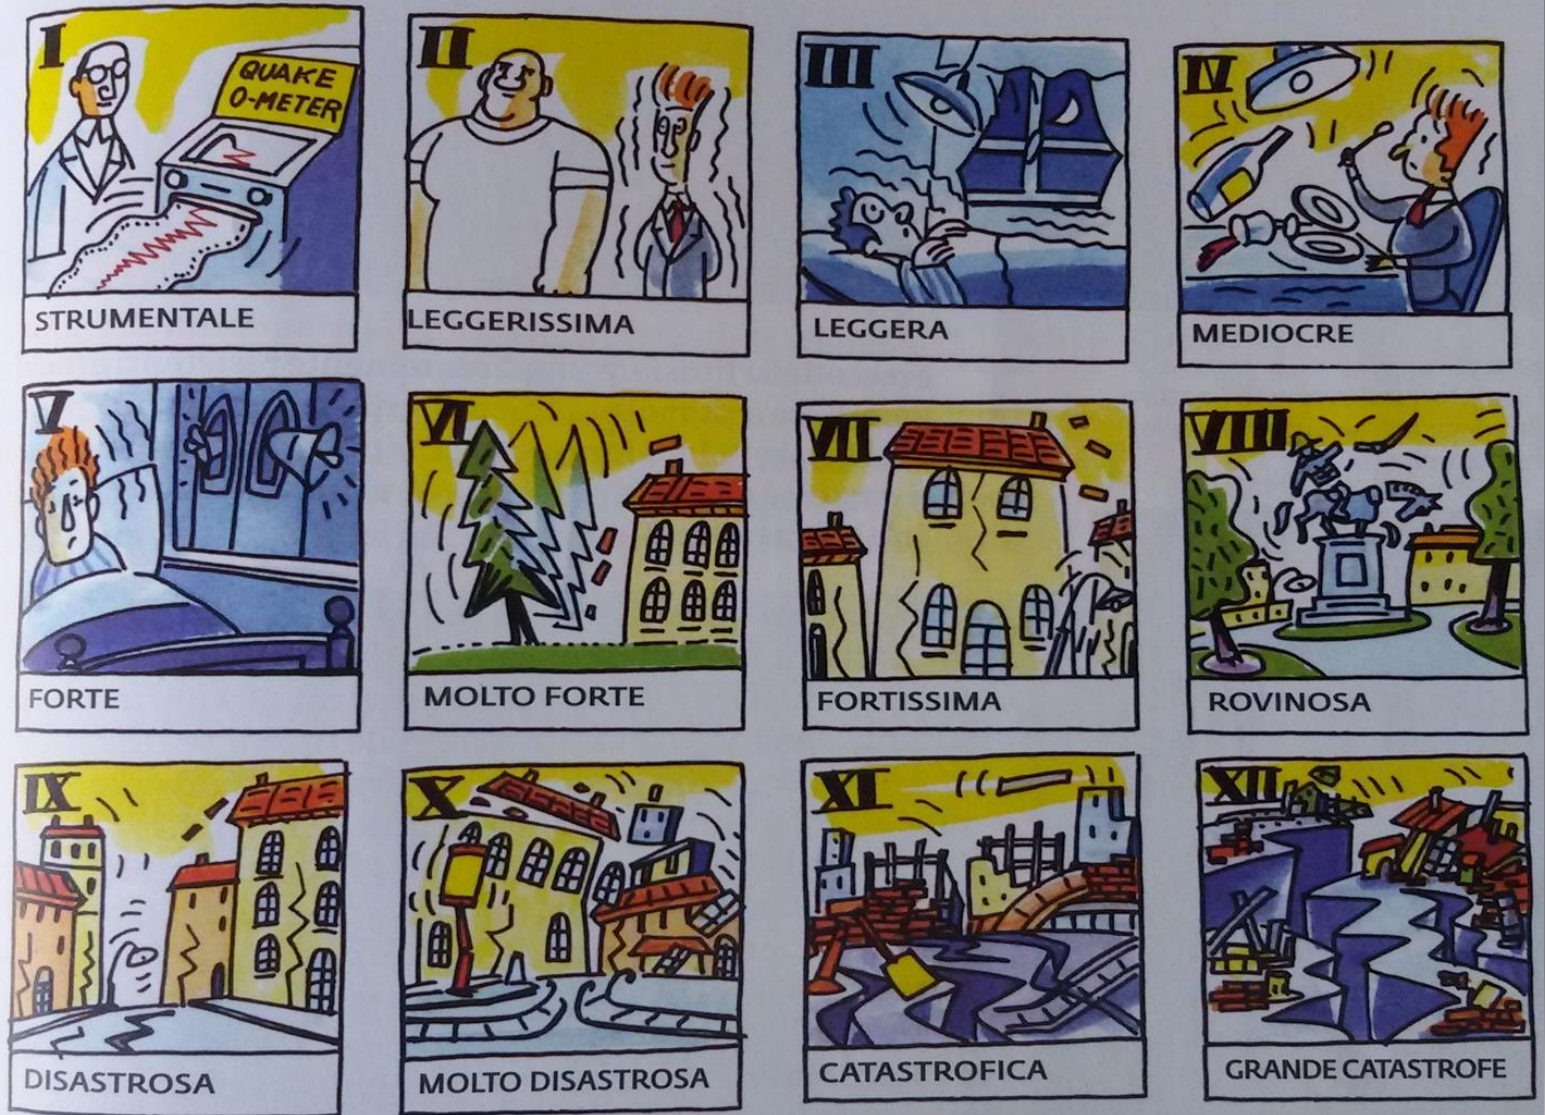 I
QUAKE
O-METER
STRUMENTALE
II
LEGGERISSIMA
III
LEGGERA
IV
MEDIOCRE
V
FORTE
VI
MOLTO FORTE
VII
FORTISSIMA
VIII
ROVINOSA
IX
DISASTROSA
X
MOLTO DISASTROSA
XI
CATASTROFICA
XII
GRANDE CATASTROFE